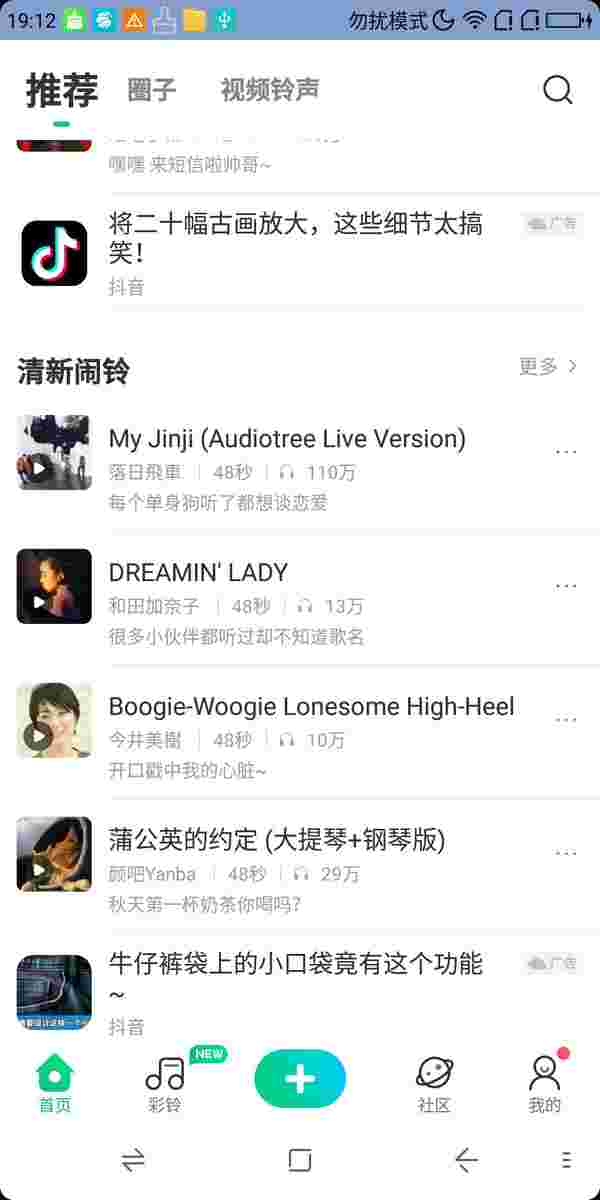 19:12 勿扰模式
推荐 圈子 视频铃声
嘿嘿 来短信啦帅哥~
将二十幅古画放大，这些细节太搞
笑！
广告
抖音
清新闹铃 更多
My Jinji (Audiotree Live Version)
落日飛車 48秒 110万
每个单身狗听了都想谈恋爱
DREAMIN' LADY
和田加奈子 48秒 13万
很多小伙伴都听过却不知道歌名
Boogie-Woogie Lonesome High-Heel
今井美樹 48秒 10万
开口戳中我的心脏~
蒲公英的约定 (大提琴+钢琴版)
颜吧Yanba 48秒 29万
秋天第一杯奶茶你喝吗?
牛仔裤袋上的小口袋竟有这个功能
~
广告
抖音
NEW
首页 彩铃 社区 我的